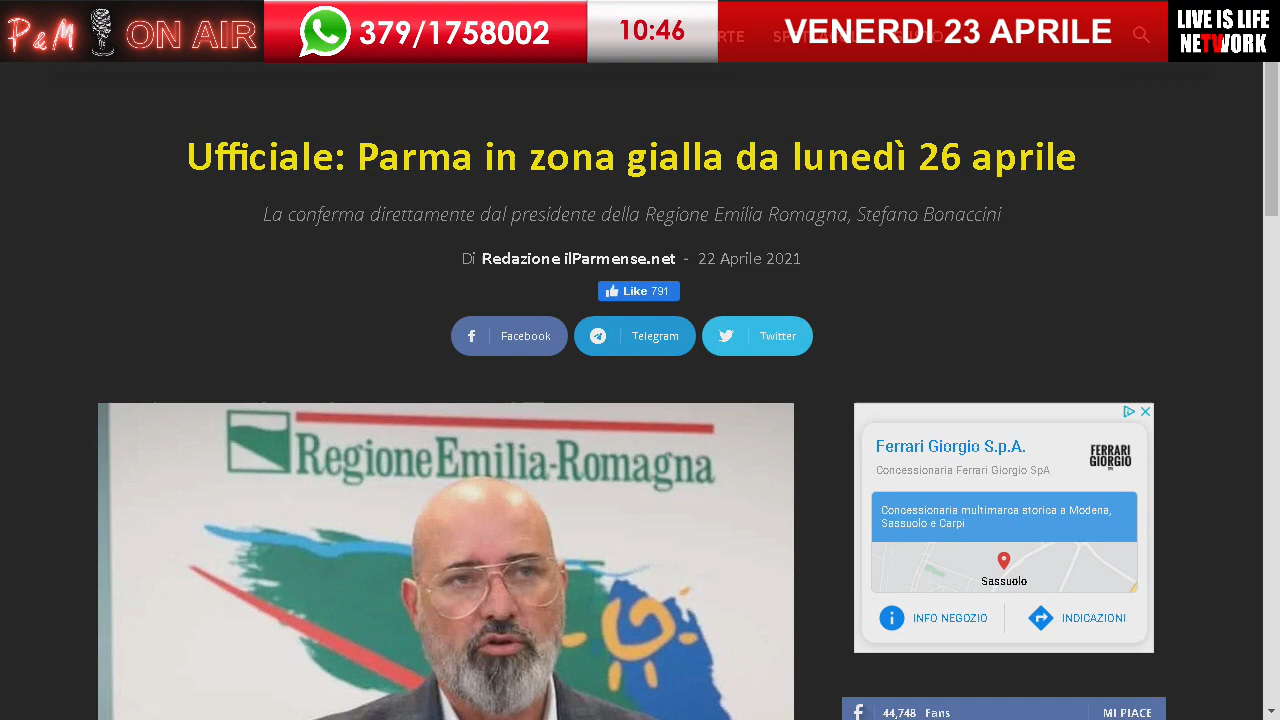 P&M ON AIR
379/1758002
10:46
VENERDI 23 APRILE
LIVE IS LIFE
NETWORK
Ufficiale: Parma in zona gialla da lunedì 26 aprile
La conferma direttamente dal presidente della Regione Emilia Romagna, Stefano Bonaccini
Di Redazione ilParmense.net - 22 Aprile 2021
Like 791
Facebook
Telegram
Twitter
RegioneEmilia-Romagna
Ferrari Giorgio S.p.A.
Concessionaria Ferrari Giorgio SpA
FERRARI
GIORGIO
Concessionaria multimarca storica a Modena,
Sassuolo e Carpi
Sassuolo
INFO NEGOZIO
INDICAZIONI
44,748 Fans
MI PIACE